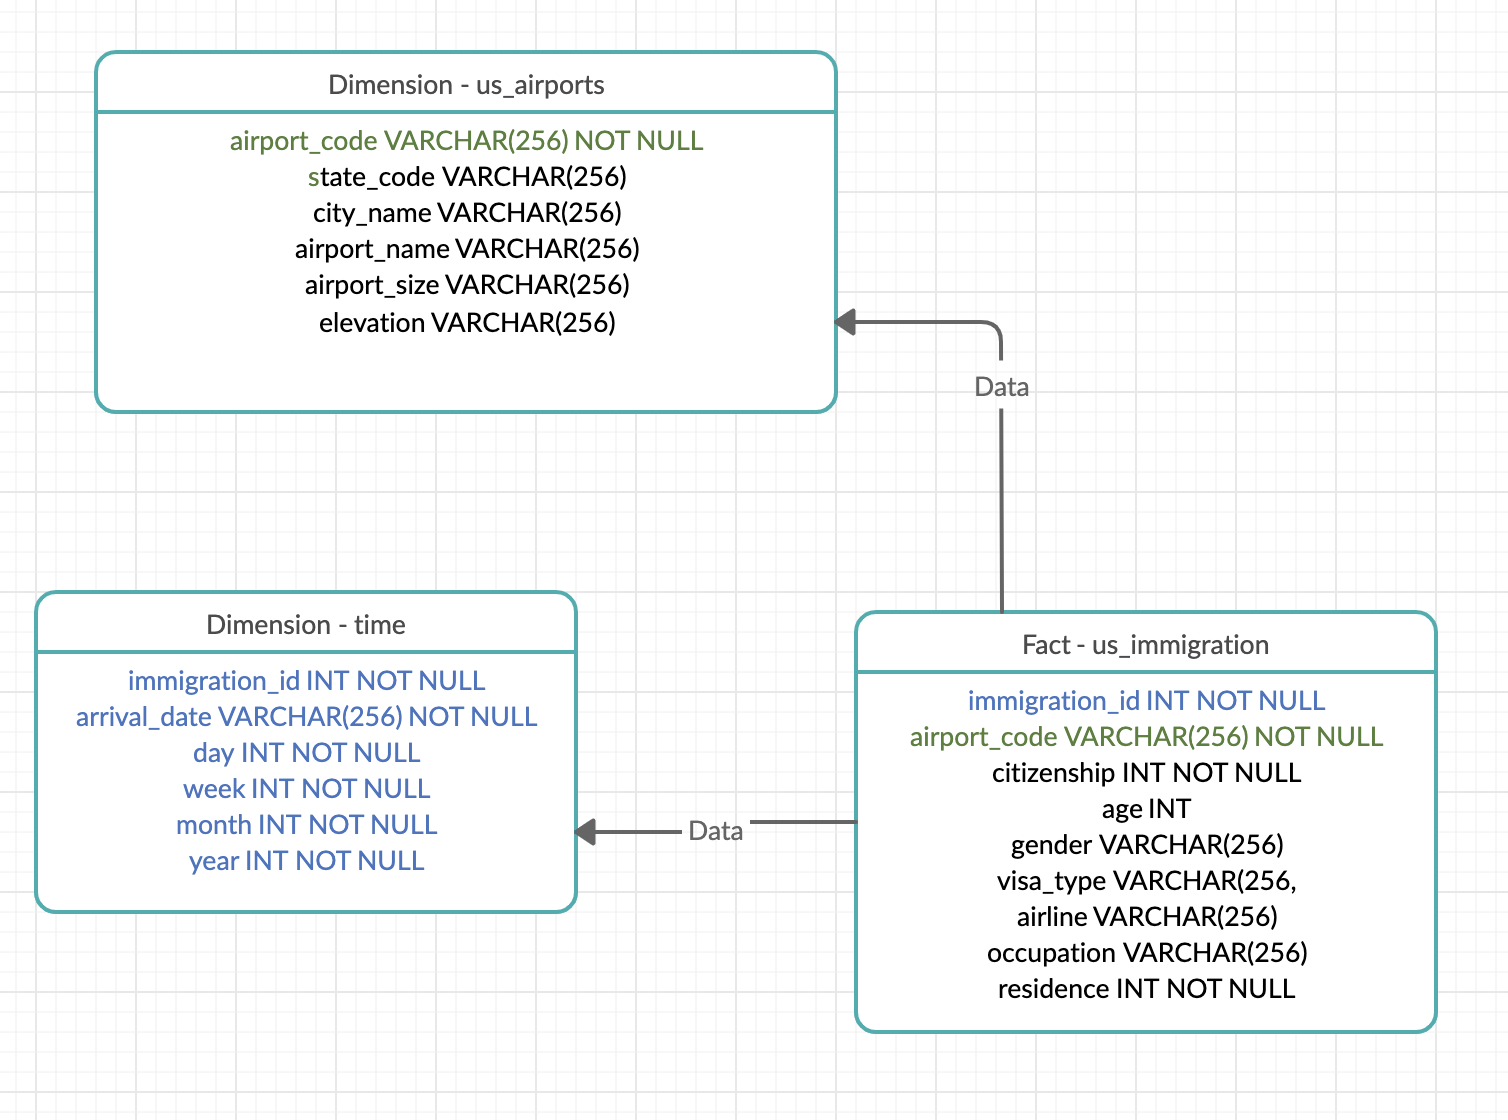 Dimension - us_airports
airport_code VARCHAR(256) NOT NULL
state_code VARCHAR(256)
city_name VARCHAR(256)
airport_name VARCHAR(256)
airport_size VARCHAR(256)
elevation VARCHAR(256)
Data
Dimension - time
immigration_id INT NOT NULL
arrival_date VARCHAR(256) NOT NULL
day INT NOT NULL
week INT NOT NULL
month INT NOT NULL
year INT NOT NULL
Data
Fact - us_immigration
immigration_id INT NOT NULL
airport_code VARCHAR(256) NOT NULL
citizenship INT NOT NULL
age INT
gender VARCHAR(256)
visa_type VARCHAR(256,
airline VARCHAR(256)
occupation VARCHAR(256)
residence INT NOT NULL